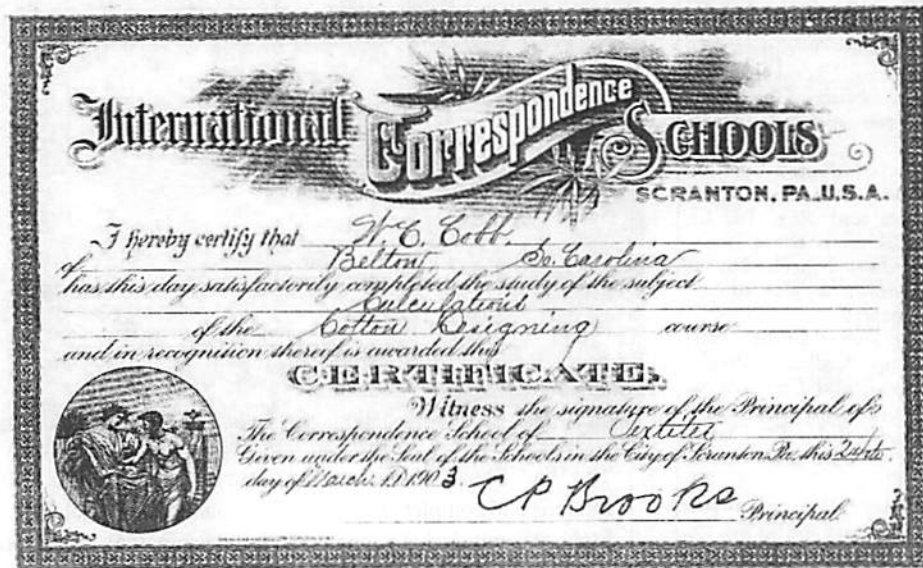 International Correspondence Schools
SCRANTON, PA., U.S.A.
I hereby certify that W. C. Cobb.
of Belton So. Carolina
has this day satisfactorily completed the study of the subject
Calculations
of the Cotton Designing course
and in recognition thereof is awarded this
CERTIFICATE.
Witness the signature of the Principal of
The Correspondence School of
Given under the Seal of the Schools in the City of Scranton, Pa., this 24th
day of March A.D. 1903.
C P Brooks Principal.